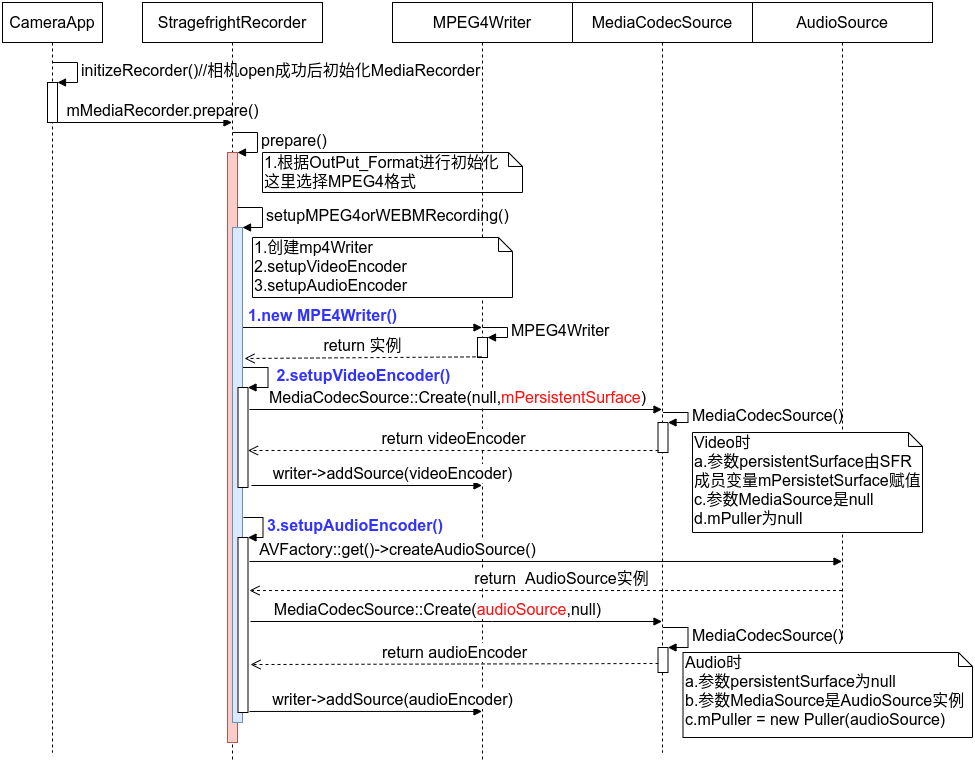 CameraApp
StragefrightRecorder
MPEG4Writer
MediaCodecSource
AudioSource
initizeRecorder()//相机open成功后初始化MediaRecorder
mMediaRecorder.prepare()
prepare()
1.根据OutPut_Format进行初始化
这里选择MPEG4格式
setupMPEG4orWEBMRecording()
1.创建mp4Writer
2.setupVideoEncoder
3.setupAudioEncoder
1.new MPE4Writer()
MPEG4Writer
return 实例
2.setupVideoEncoder()
MediaCodecSource::Create(null,mPersistentSurface)
MediaCodecSource()
return videoEncoder
Video时
a.参数persistentSurface由SFR
成员变量mPersistetSurface赋值
c.参数MediaSource是null
d.mPuller为null
writer->addSource(videoEncoder)
3.setupAudioEncoder()
AVFactory::get()->createAudioSource()
return  AudioSource实例
MediaCodecSource::Create(audioSource,null)
MediaCodecSource()
return audioEncoder
Audio时
a.参数persistentSurface为null
b.参数MediaSource是AudioSource实例
c.mPuller = new Puller(audioSource)
writer->addSource(audioEncoder)